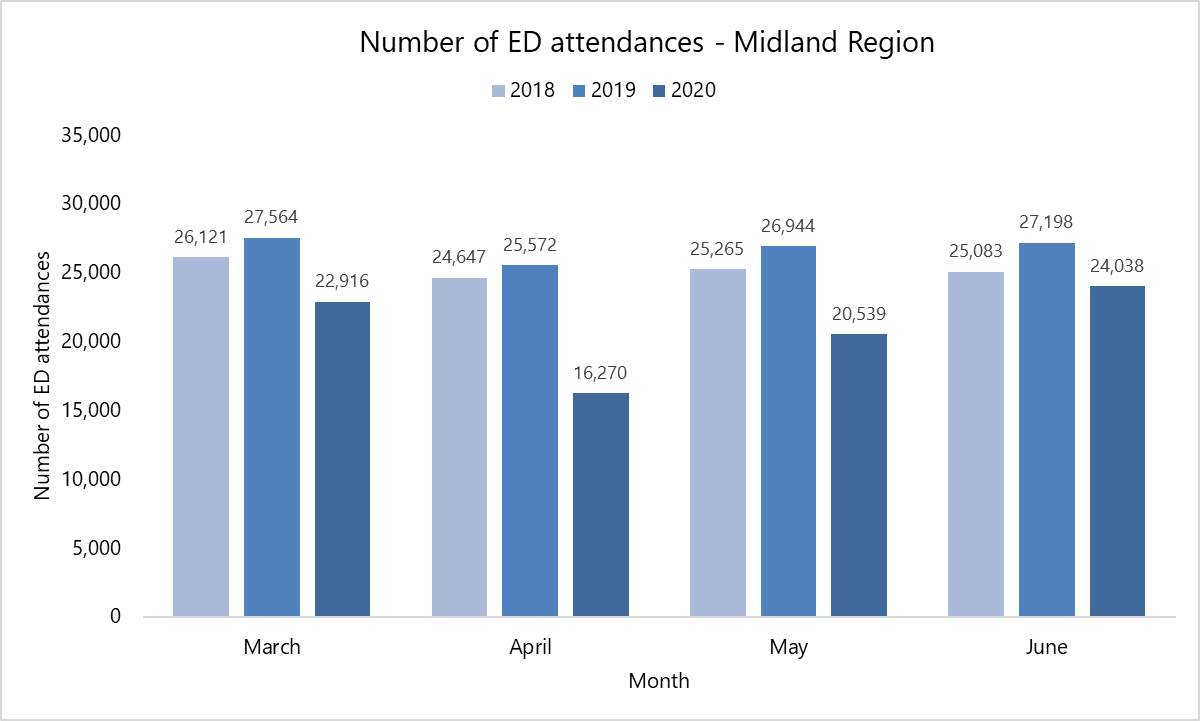 Number of ED attendances - Midland Region
2018 2019 2020
35,000
30,000
25,000
20,000
15,000
10,000
5,000
0
Number of ED attendances
26,121 27,564 22,916
24,647 25,572 16,270
25,265 26,944 20,539
25,083 27,198 24,038
March April May June
Month